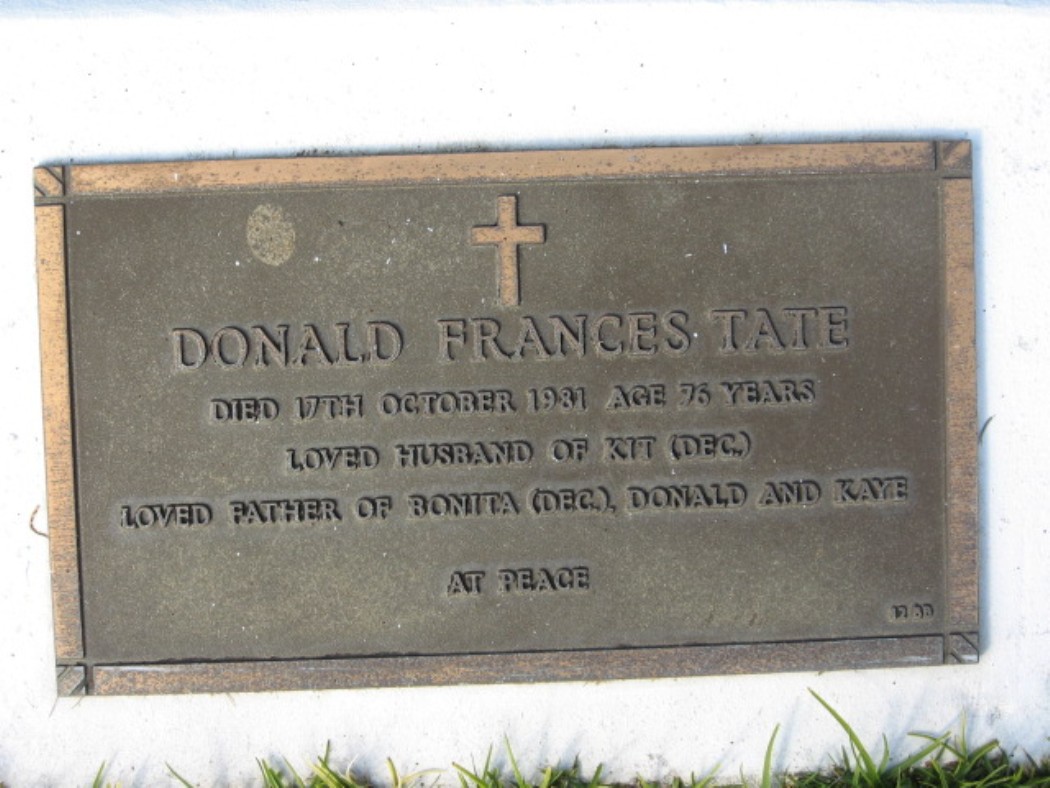 DONALD FRANCES TATE
DIED 17TH OCTOBER 1981 AGE 76 YEARS
LOVED HUSBAND OF KIT (DEC.)
LOVED FATHER OF BONITA (DEC.), DONALD AND KAYE
AT PEACE